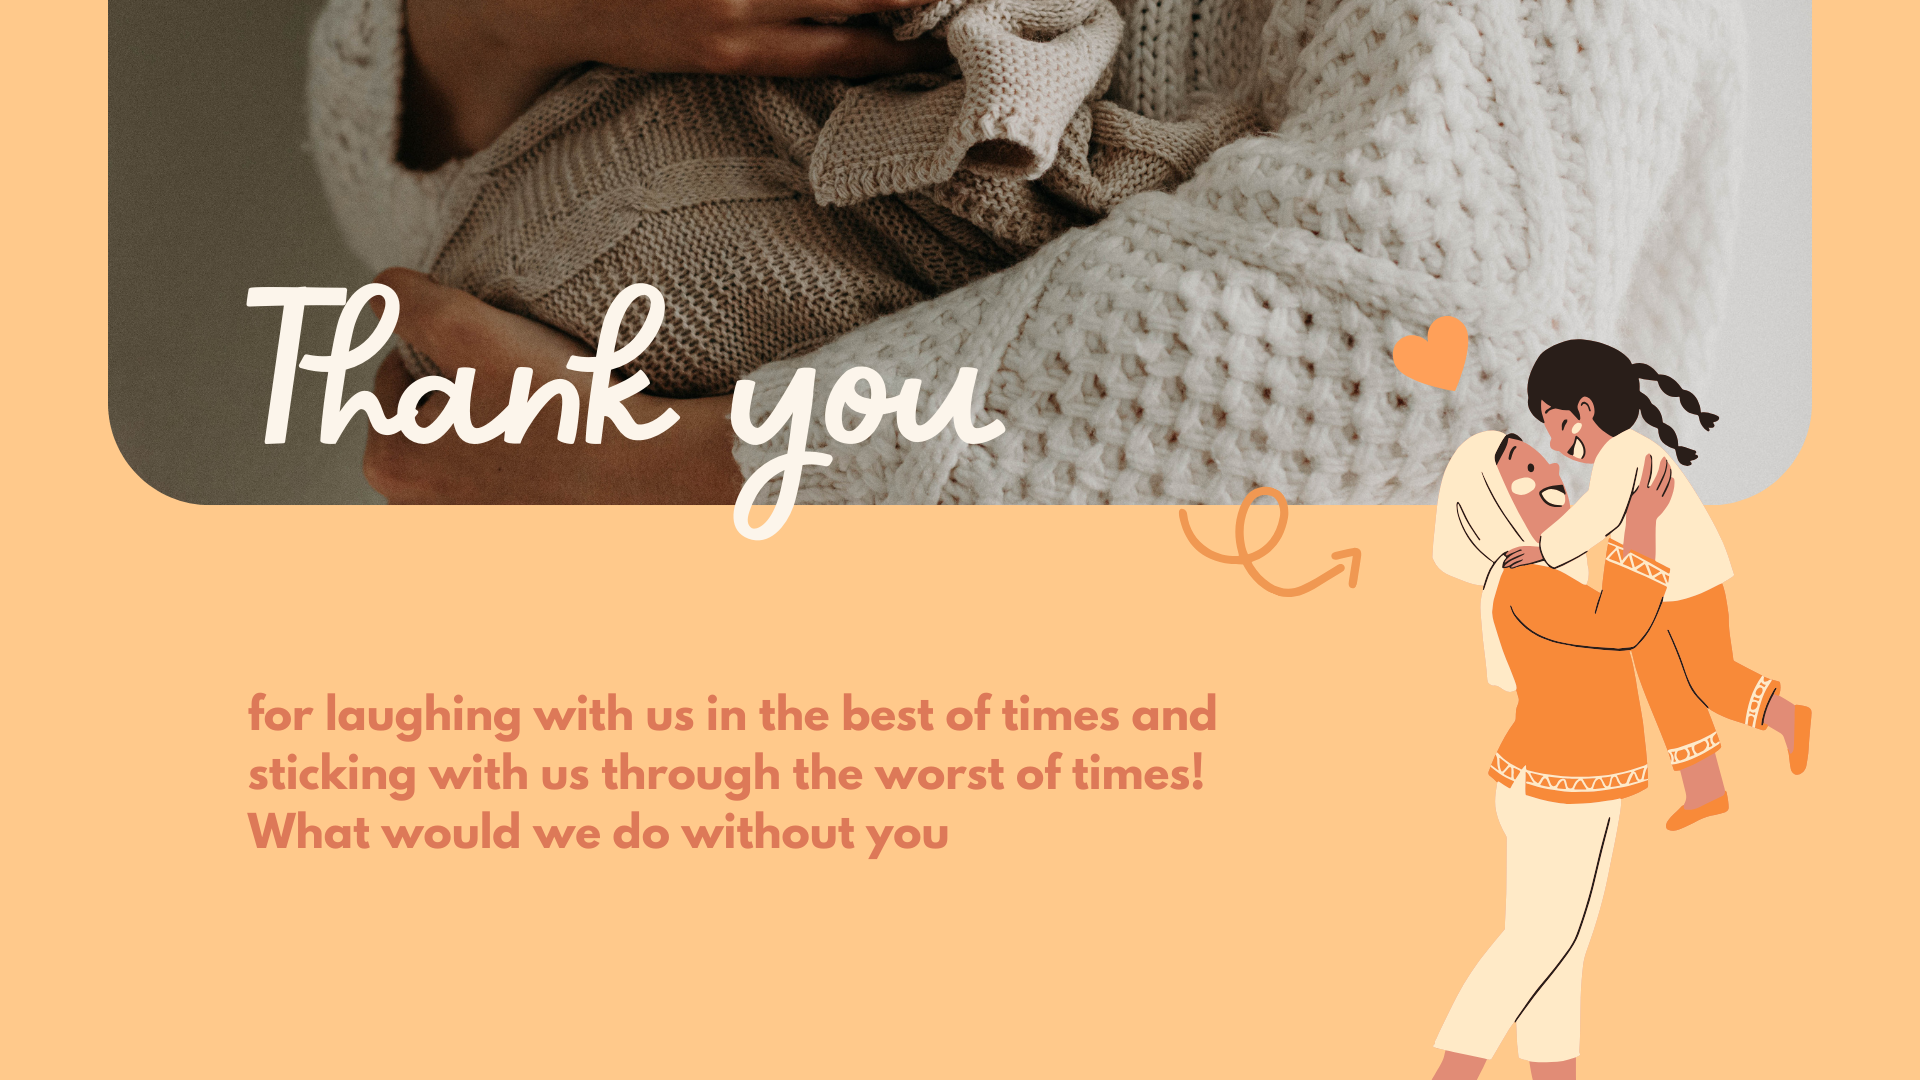 Thank you
for laughing with us in the best of times and
sticking with us through the worst of times!
What would we do without you